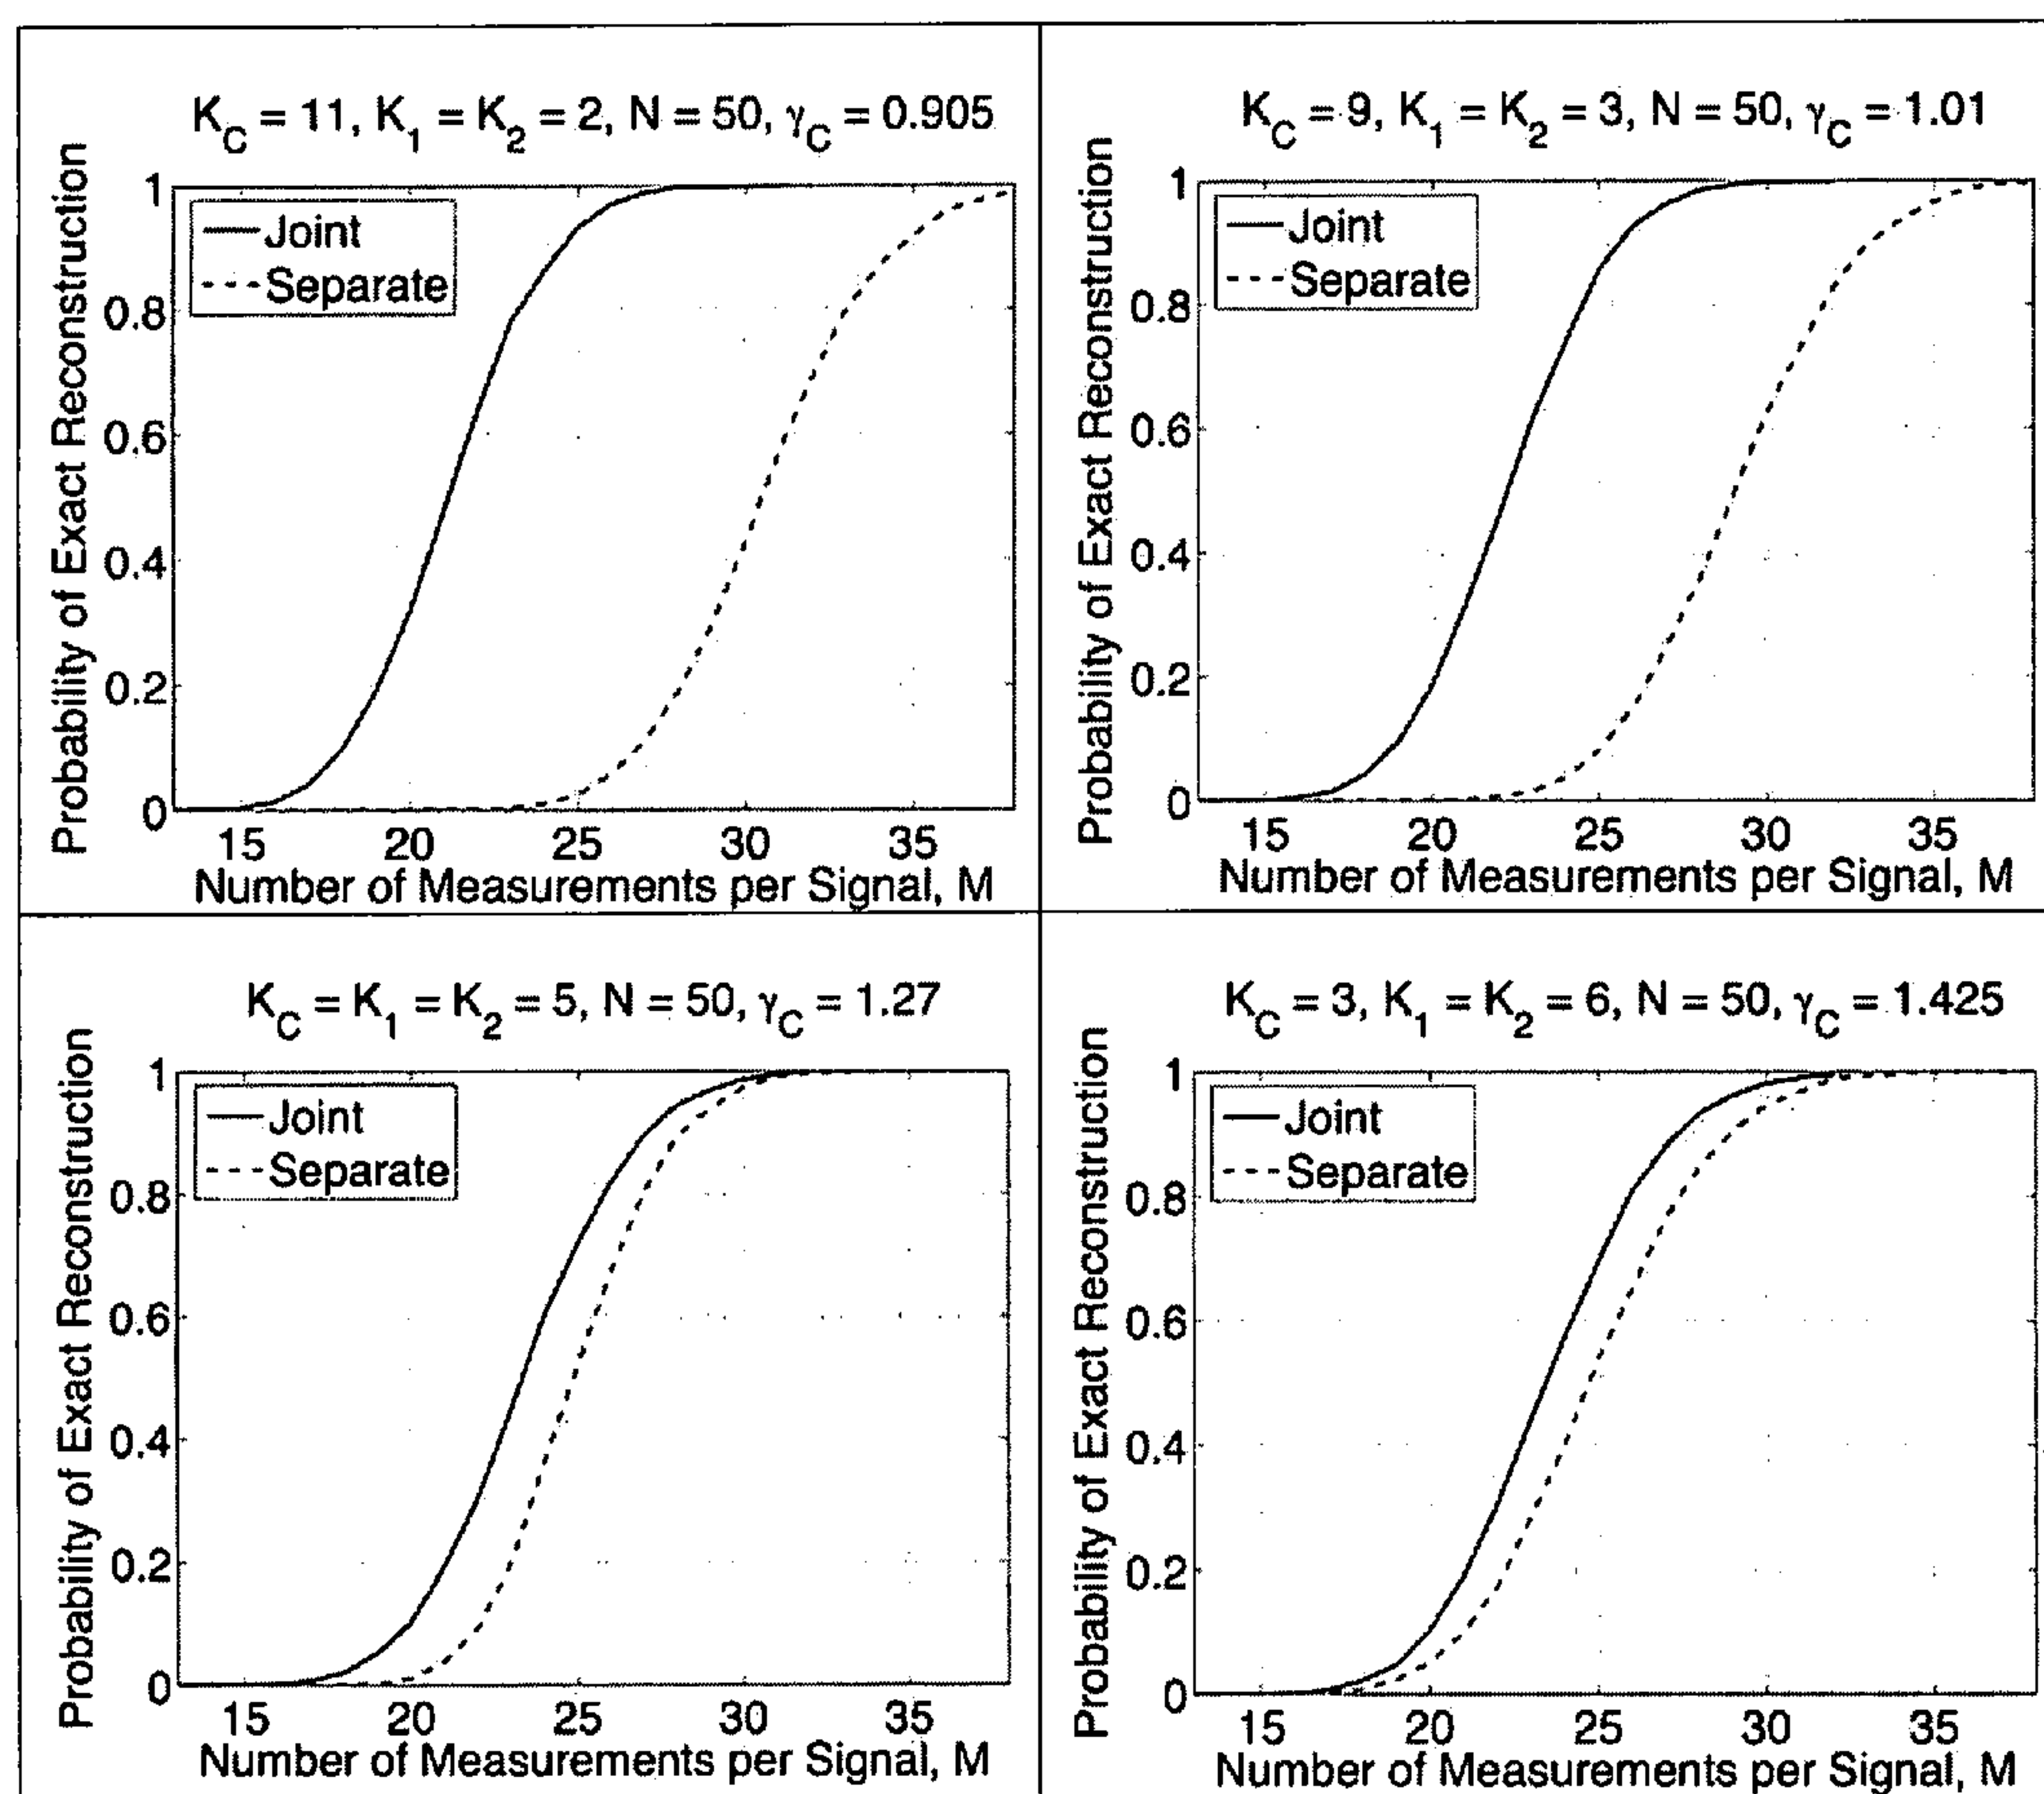 K_C = 11, K_1 = K_2 = 2, N = 50, γ_C = 0.905
Probability of Exact Reconstruction
1
0.8
0.6
0.4
0.2
0
Joint
Separate
15 20 25 30 35
Number of Measurements per Signal, M
K_C = 9, K_1 = K_2 = 3, N = 50, γ_C = 1.01
Probability of Exact Reconstruction
1
0.8
0.6
0.4
0.2
0
Joint
Separate
15 20 25 30 35
Number of Measurements per Signal, M
K_C = K_1 = K_2 = 5, N = 50, γ_C = 1.27
Probability of Exact Reconstruction
1
0.8
0.6
0.4
0.2
0
Joint
Separate
15 20 25 30 35
Number of Measurements per Signal, M
K_C = 3, K_1 = K_2 = 6, N = 50, γ_C = 1.425
Probability of Exact Reconstruction
1
0.8
0.6
0.4
0.2
0
Joint
Separate
15 20 25 30 35
Number of Measurements per Signal, M